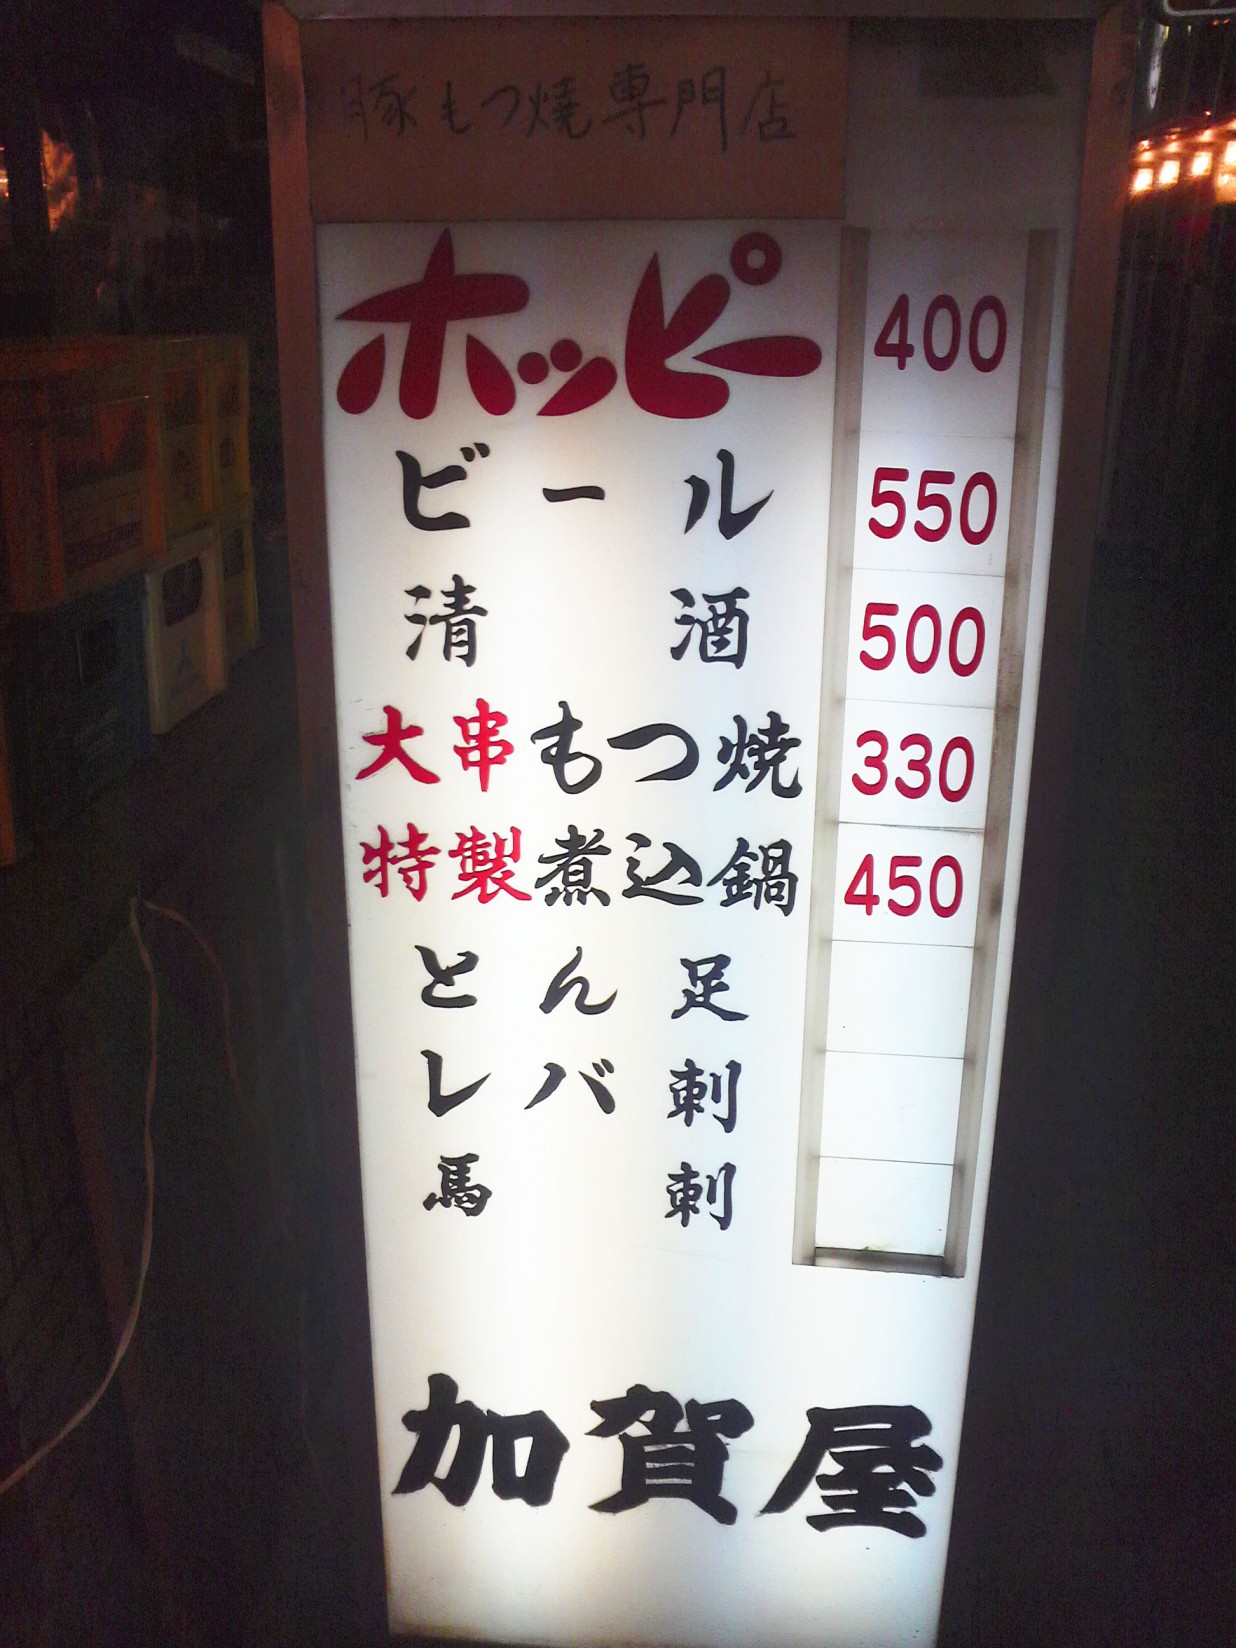 豚もつ焼専門店
ホッピー 400
ビール 550
清酒 500
大串もつ焼 330
特製煮込鍋 450
とん足
レバ刺
馬刺
加賀屋